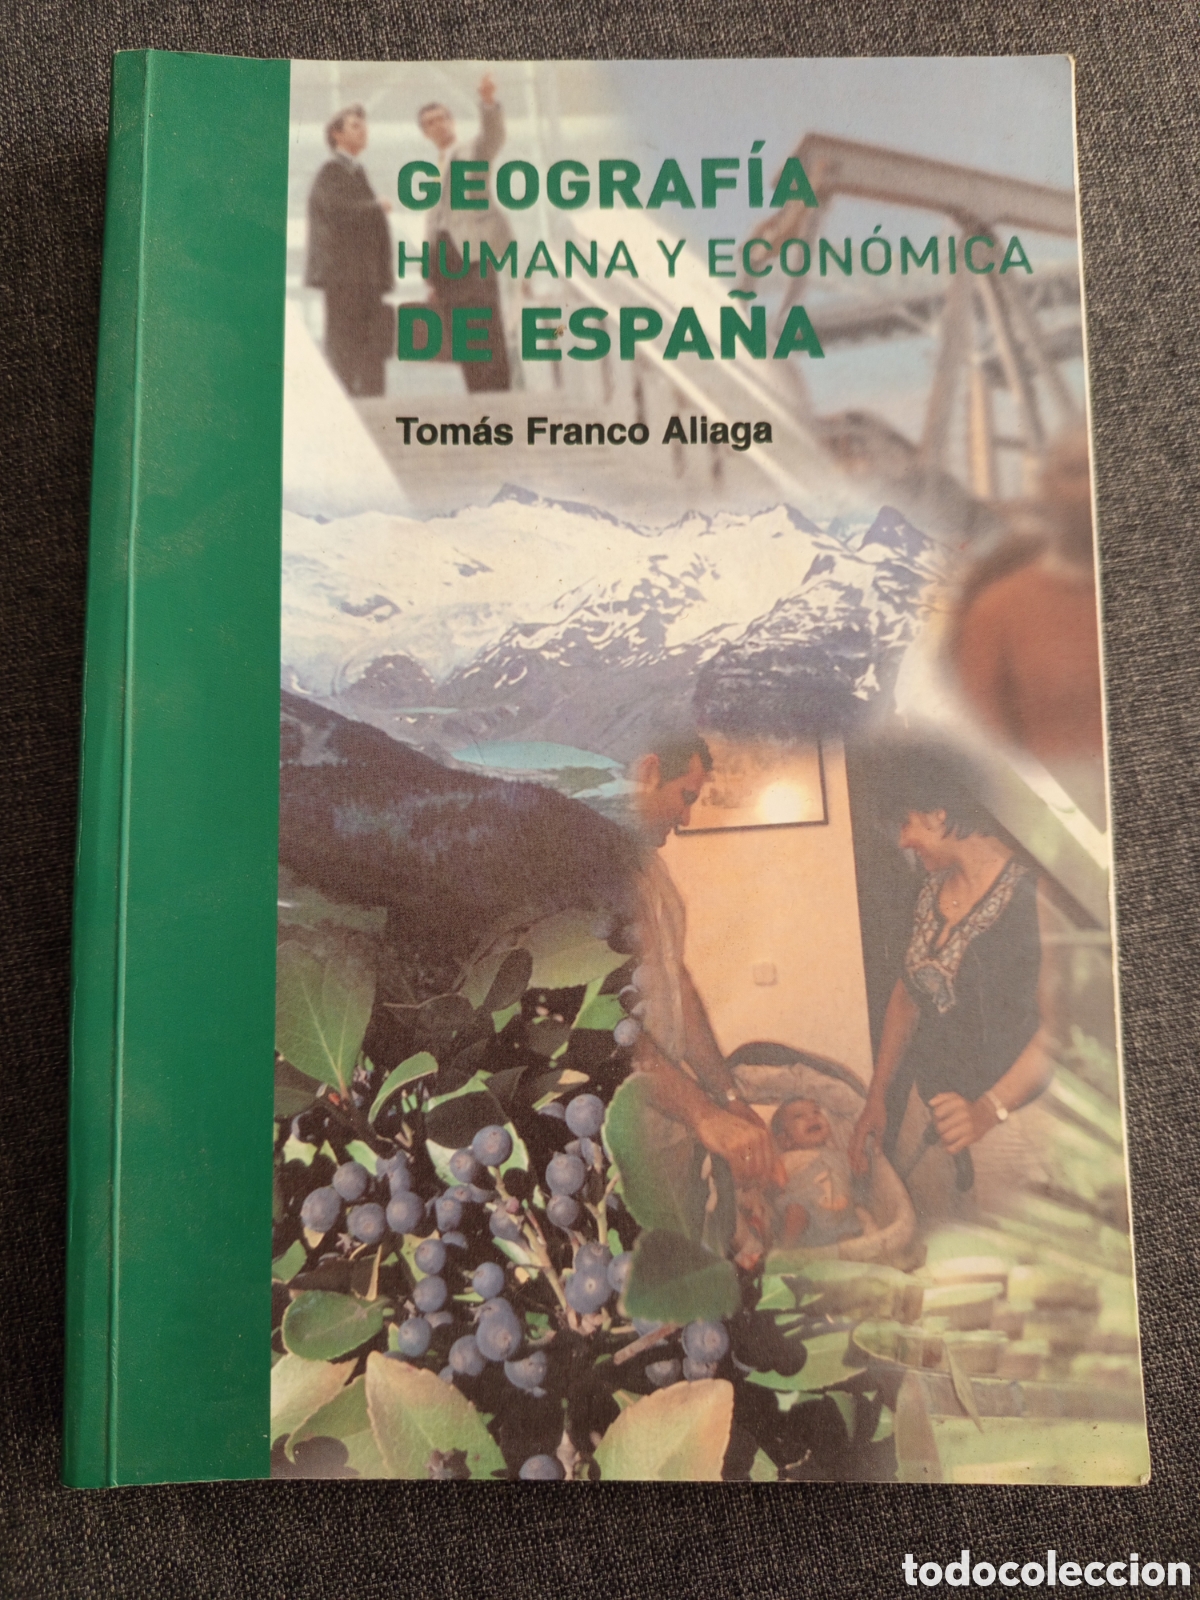 GEOGRAFÍA
HUMANA Y ECONÓMICA
DE ESPAÑA
Tomás Franco Aliaga
todocoleccion